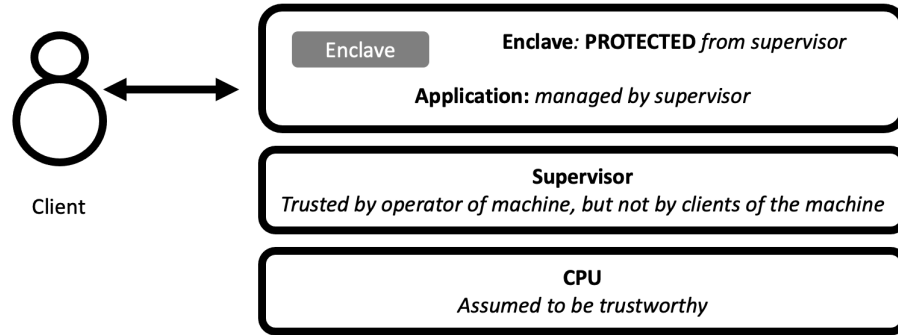 Enclave
Enclave: PROTECTED from supervisor
Application: managed by supervisor
Client
Supervisor
Trusted by operator of machine, but not by clients of the machine
CPU
Assumed to be trustworthy